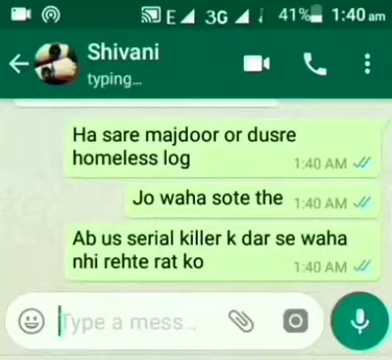 E 3G 41% 1:40 am
Shivani
typing...
Ha sare majdoor or dusre
homeless log
1:40 AM
Jo waha sote the 1:40 AM
Ab us serial killer k dar se waha
nhi rehte rat ko
1:40 AM
Type a mess...